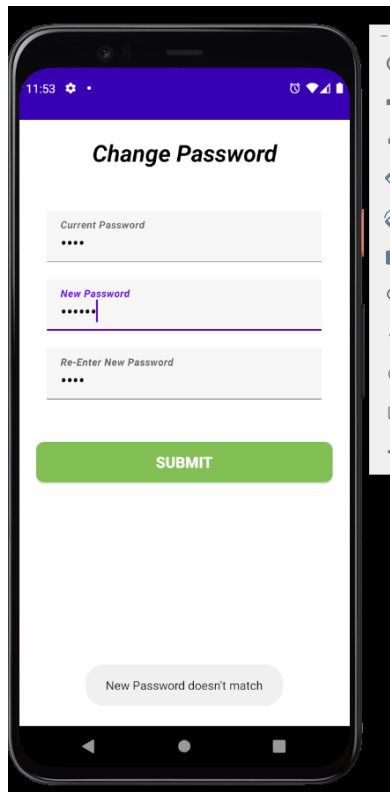 11:53
Change Password
Current Password
••••
New Password
••••••
Re-Enter New Password
••••
SUBMIT
New Password doesn't match